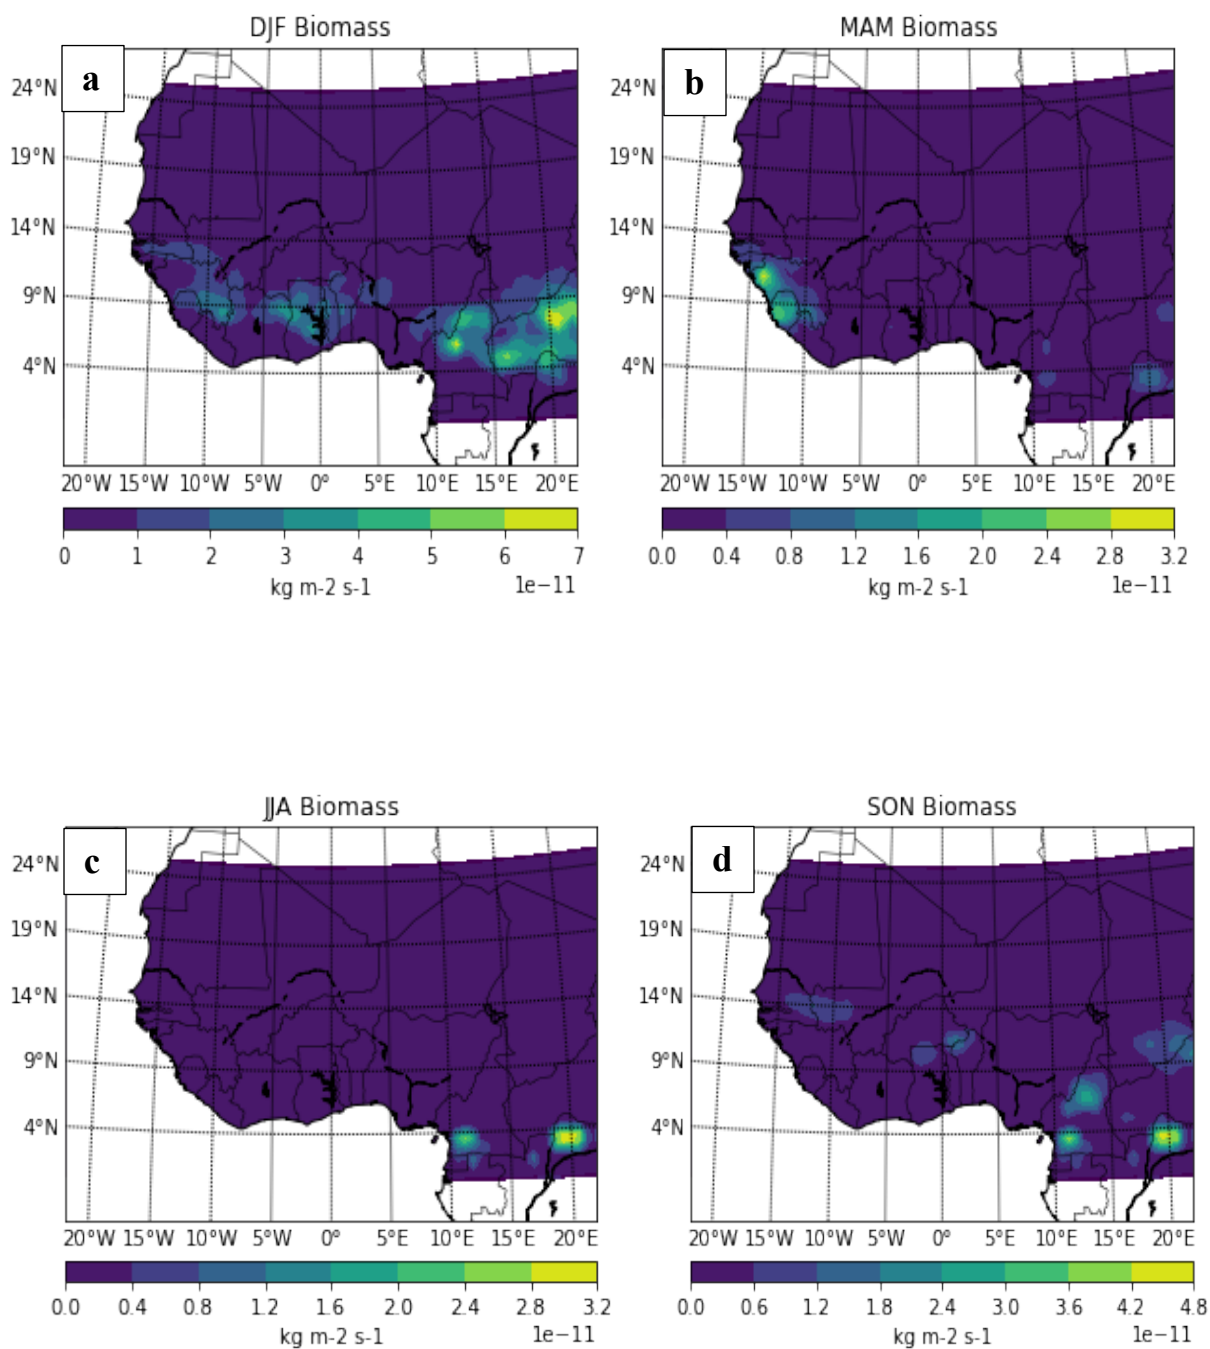 DJF Biomass
a
24°N
19°N
14°N
9°N
4°N
20°W 15°W 10°W 5°W 0° 5°E 10°E 15°E 20°E
0 1 2 3 4 5 6 7
kg m-2 s-1 1e−11
MAM Biomass
b
24°N
19°N
14°N
9°N
4°N
20°W 15°W 10°W 5°W 0° 5°E 10°E 15°E 20°E
0.0 0.4 0.8 1.2 1.6 2.0 2.4 2.8 3.2
kg m-2 s-1 1e−11
JJA Biomass
c
24°N
19°N
14°N
9°N
4°N
20°W 15°W 10°W 5°W 0° 5°E 10°E 15°E 20°E
0.0 0.4 0.8 1.2 1.6 2.0 2.4 2.8 3.2
kg m-2 s-1 1e−11
SON Biomass
d
24°N
19°N
14°N
9°N
4°N
20°W 15°W 10°W 5°W 0° 5°E 10°E 15°E 20°E
0.0 0.6 1.2 1.8 2.4 3.0 3.6 4.2 4.8
kg m-2 s-1 1e−11